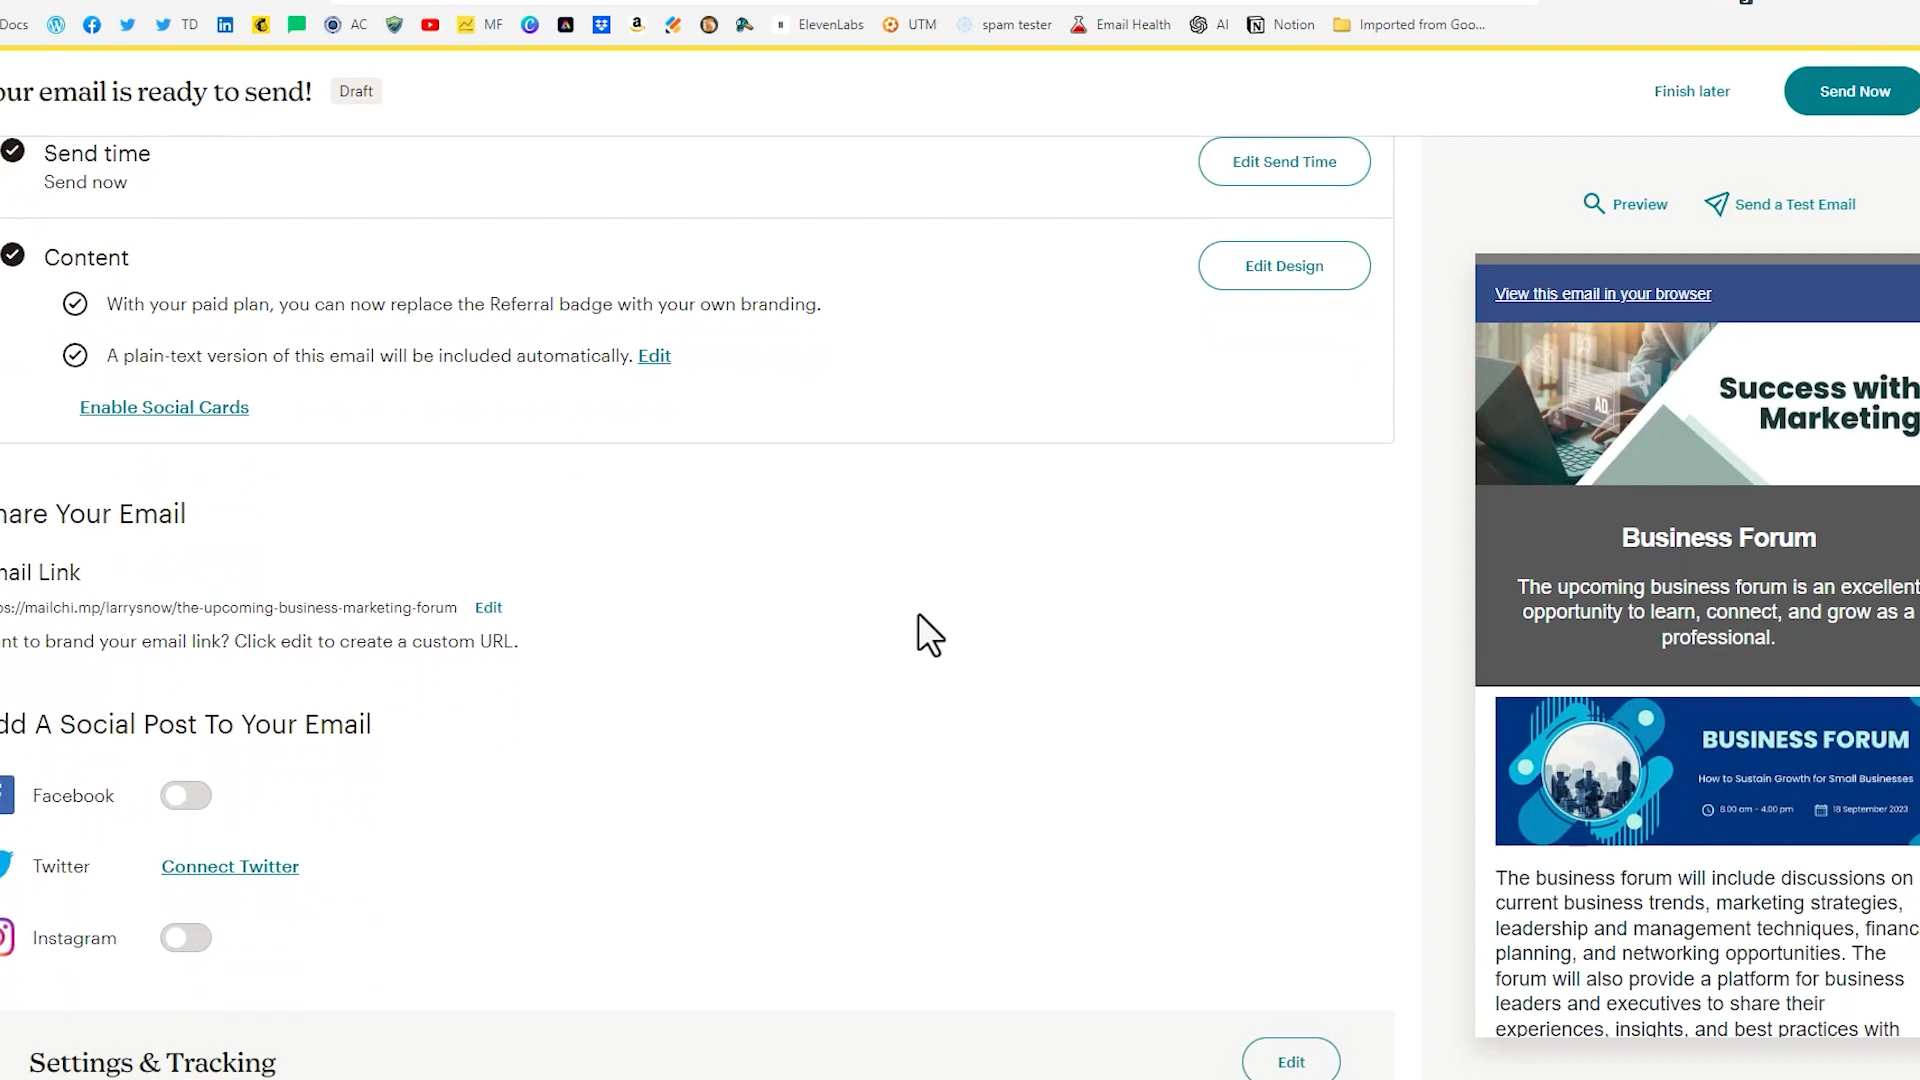 Docs TD AC MF ElevenLabs UTM spam tester Email Health AI Notion Imported from Goo...
our email is ready to send! Draft Finish later Send Now
Send time
Send now
Edit Send Time
Content
Edit Design
With your paid plan, you can now replace the Referral badge with your own branding.
A plain-text version of this email will be included automatically. Edit
Enable Social Cards
hare Your Email
mail Link
ps://mailchi.mp/larrysnow/the-upcoming-business-marketing-forum Edit
nt to brand your email link? Click edit to create a custom URL.
dd A Social Post To Your Email
Facebook
Twitter Connect Twitter
Instagram
Settings & Tracking Edit
Preview Send a Test Email
View this email in your browser
AD
Success with
Marketing
Business Forum
The upcoming business forum is an excellent
opportunity to learn, connect, and grow as a
professional.
BUSINESS FORUM
How to Sustain Growth for Small Businesses
8.00 am - 4.00 pm 18 September 2023
The business forum will include discussions on
current business trends, marketing strategies,
leadership and management techniques, financ
planning, and networking opportunities. The
forum will also provide a platform for business
leaders and executives to share their
experiences, insights, and best practices with